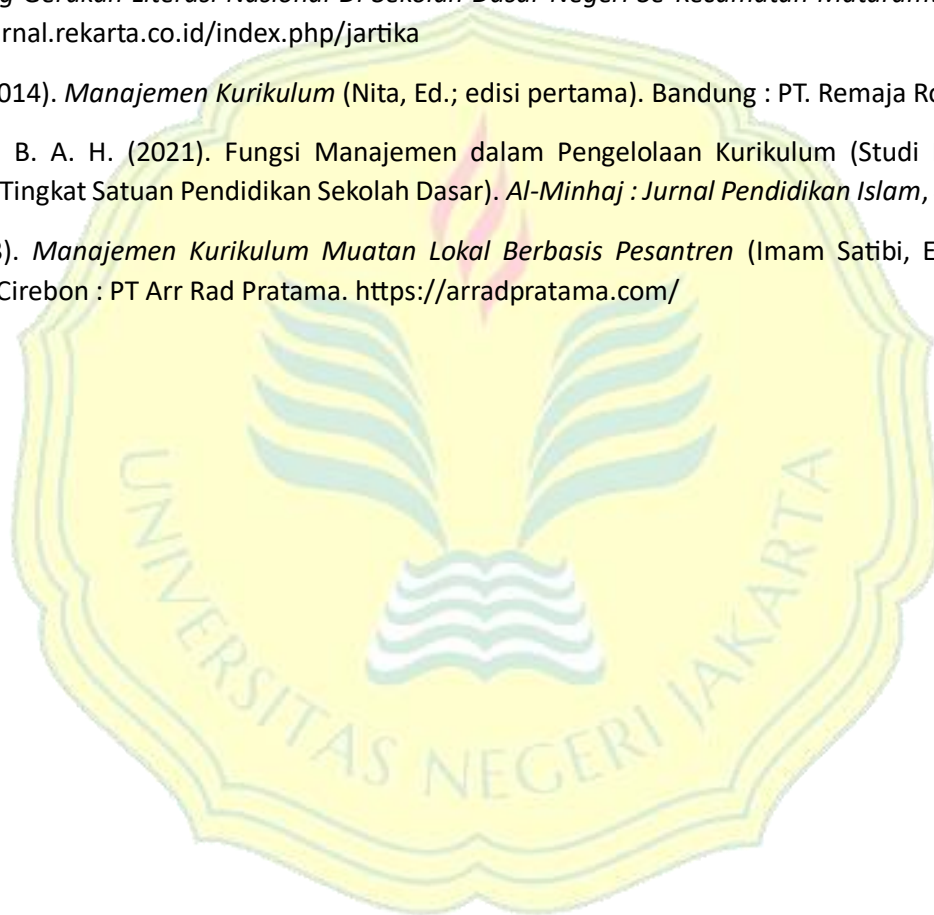 Gerakan Literasi Nasional Di Sekolah Dasar Negeri Se-Kecamatan Mataram
rnal.rekarta.co.id/index.php/jartika
014). Manajemen Kurikulum (Nita, Ed.; edisi pertama). Bandung : PT. Remaja Ro
B. A. H. (2021). Fungsi Manajemen dalam Pengelolaan Kurikulum (Studi
Tingkat Satuan Pendidikan Sekolah Dasar). Al-Minhaj : Jurnal Pendidikan Islam,
). Manajemen Kurikulum Muatan Lokal Berbasis Pesantren (Imam Satibi, E
Cirebon : PT Arr Rad Pratama. https://arradpratama.com/
UNIVERSITAS NEGERI JAKARTA